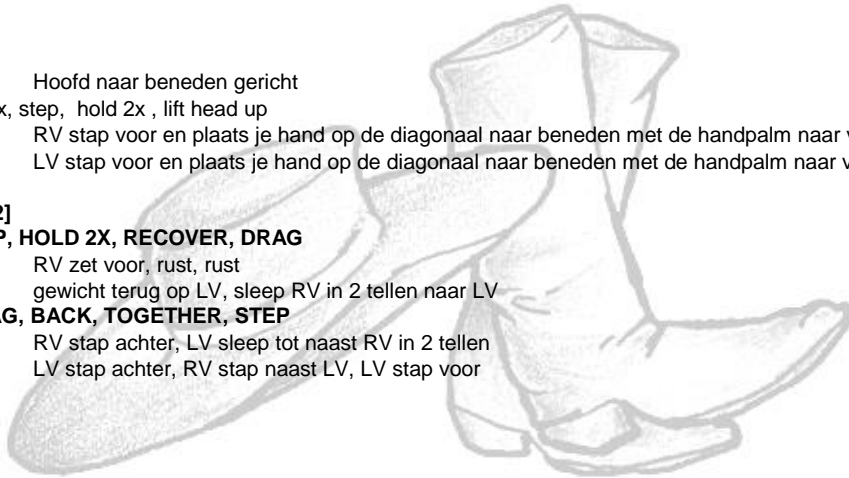 Hoofd naar beneden gericht
x, step, hold 2x , lift head up
RV stap voor en plaats je hand op de diagonaal naar beneden met de handpalm naar v
LV stap voor en plaats je hand op de diagonaal naar beneden met de handpalm naar v
2]
P, HOLD 2X, RECOVER, DRAG
RV zet voor, rust, rust
gewicht terug op LV, sleep RV in 2 tellen naar LV
AG, BACK, TOGETHER, STEP
RV stap achter, LV sleep tot naast RV in 2 tellen
LV stap achter, RV stap naast LV, LV stap voor